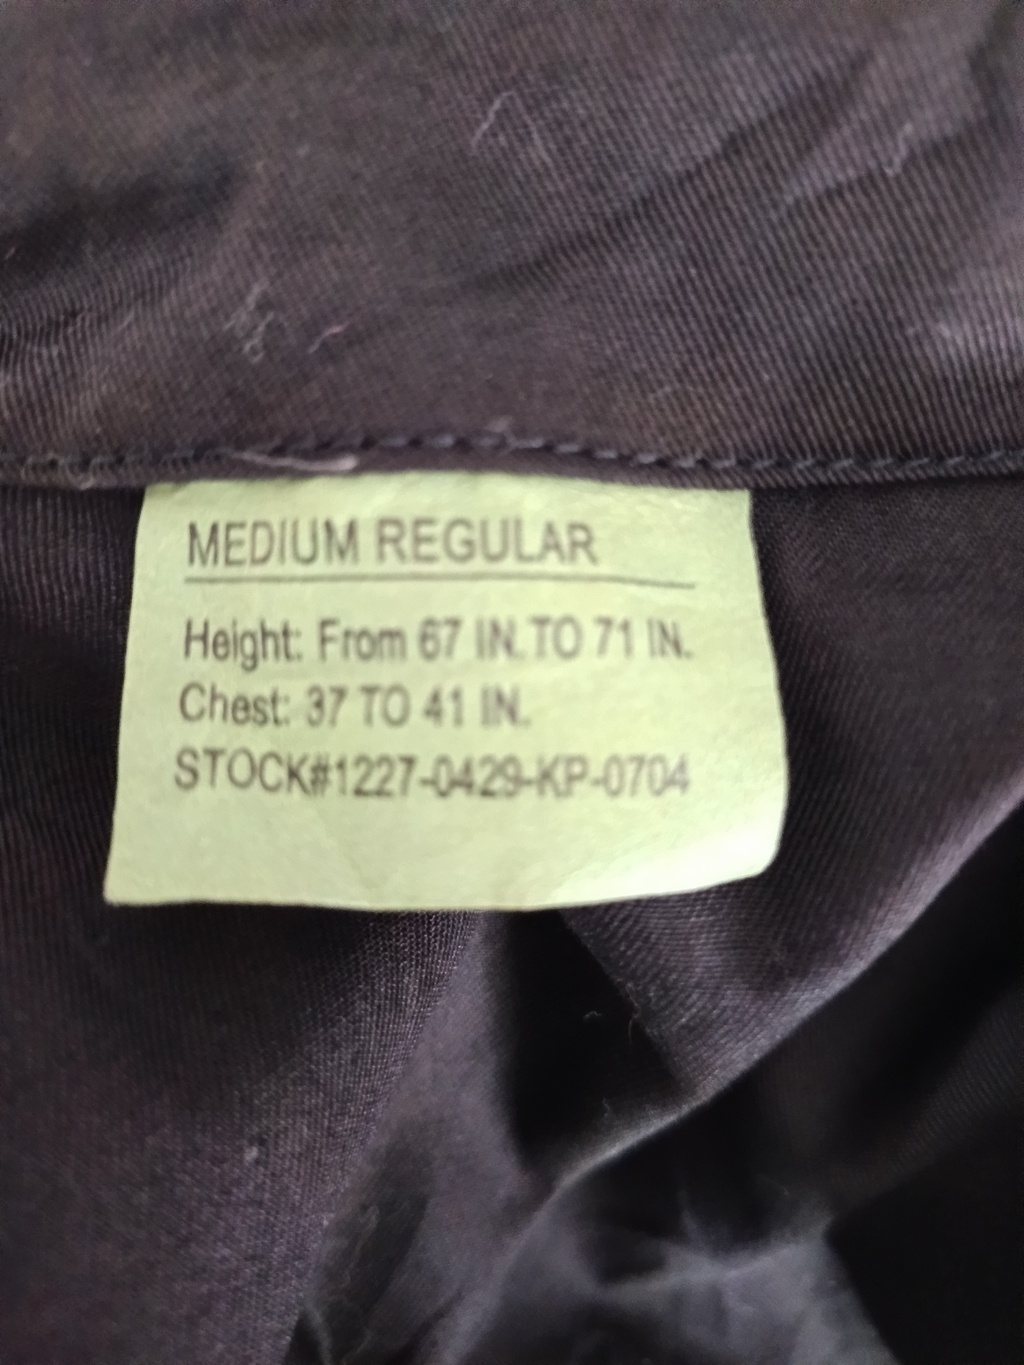 MEDIUM REGULAR
Height: From 67 IN.TO 71 IN.
Chest: 37 TO 41 IN.
STOCK#1227-0429-KP-0704